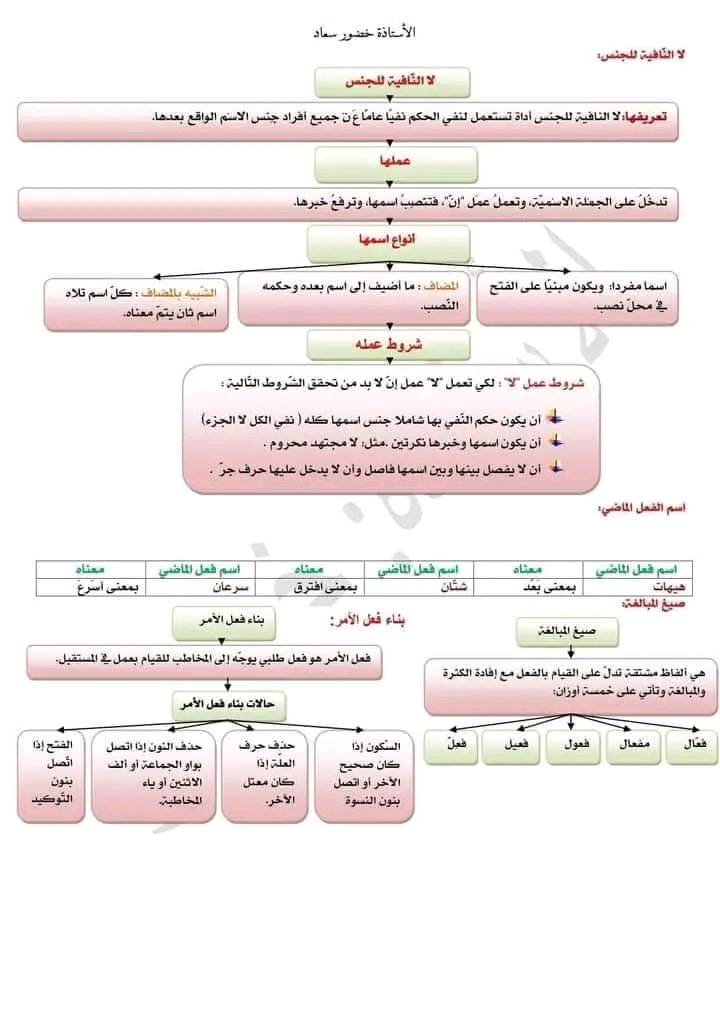 الأستاذة خضور سعاد
لا النّافية للجنس:
لا النّافية للجنس
تعريفها: لا النافية للجنس أداة تستعمل لنفي الحكم نفيًا عامًا عَن جميع أفراد جنس الاسم الواقع بعدها.
عملها
تدخُلُ على الجملة الاسميّة، وتعملُ عمَل "إنّ"، فتنصِبُ اسمها، وترفعُ خبرها.
أنواع اسمها
اسما مفردا: ويكون مبنيّا على الفتح
في محلّ نصب.
المضاف : ما أضيف إلى اسم بعده وحكمه
النّصب.
الشّبيه بالمضاف : كلّ اسم تلاه
اسم ثان يتمّ معناه.
شروط عمله
شروط عمل "لا" : لكي تعمل "لا" عمل إنّ لا بد من تحقق الشّروط التّالية :
أن يكون حكم النّفي بها شاملا جنس اسمها كله ( نفي الكل لا الجزء)
أن يكون اسمها وخبرها نكرتين .مثل: لا مجتهد محروم .
أن لا يفصل بينها وبين اسمها فاصل وأن لا يدخل عليها حرف جرّ .
اسم الفعل الماضي:
اسم فعل الماضي معناه اسم فعل الماضي معناه اسم فعل الماضي معناه
هيهات بمعنى بَعُد شتّان بمعنى افترق سرعان بمعنى أسرَعَ
صيغ المبالغة:
صيغ المبالغة
هي ألفاظ مشتقة تدلّ على القيام بالفعل مع إفادة الكثرة
والمبالغة وتأتي على خمسة أوزان:
فعّال
مفعال
فعول
فعيل
فعِلّ
بناء فعل الأمر:
بناء فعل الأمر
فعل الأمر هو فعل طلبي يوجّه إلى المخاطب للقيام بعمل في المستقبل.
حالات بناء فعل الأمر
السّكون إذا
كان صحيح
الآخر أو اتصل
بنون النسوة
حذف حرف
العلّة إذا
كان معتل
الآخر.
حذف النون إذا اتصل
بواو الجماعة أو ألف
الاثنين أو ياء
المخاطبة.
الفتح إذا
اتّصل
بنون
التّوكيد